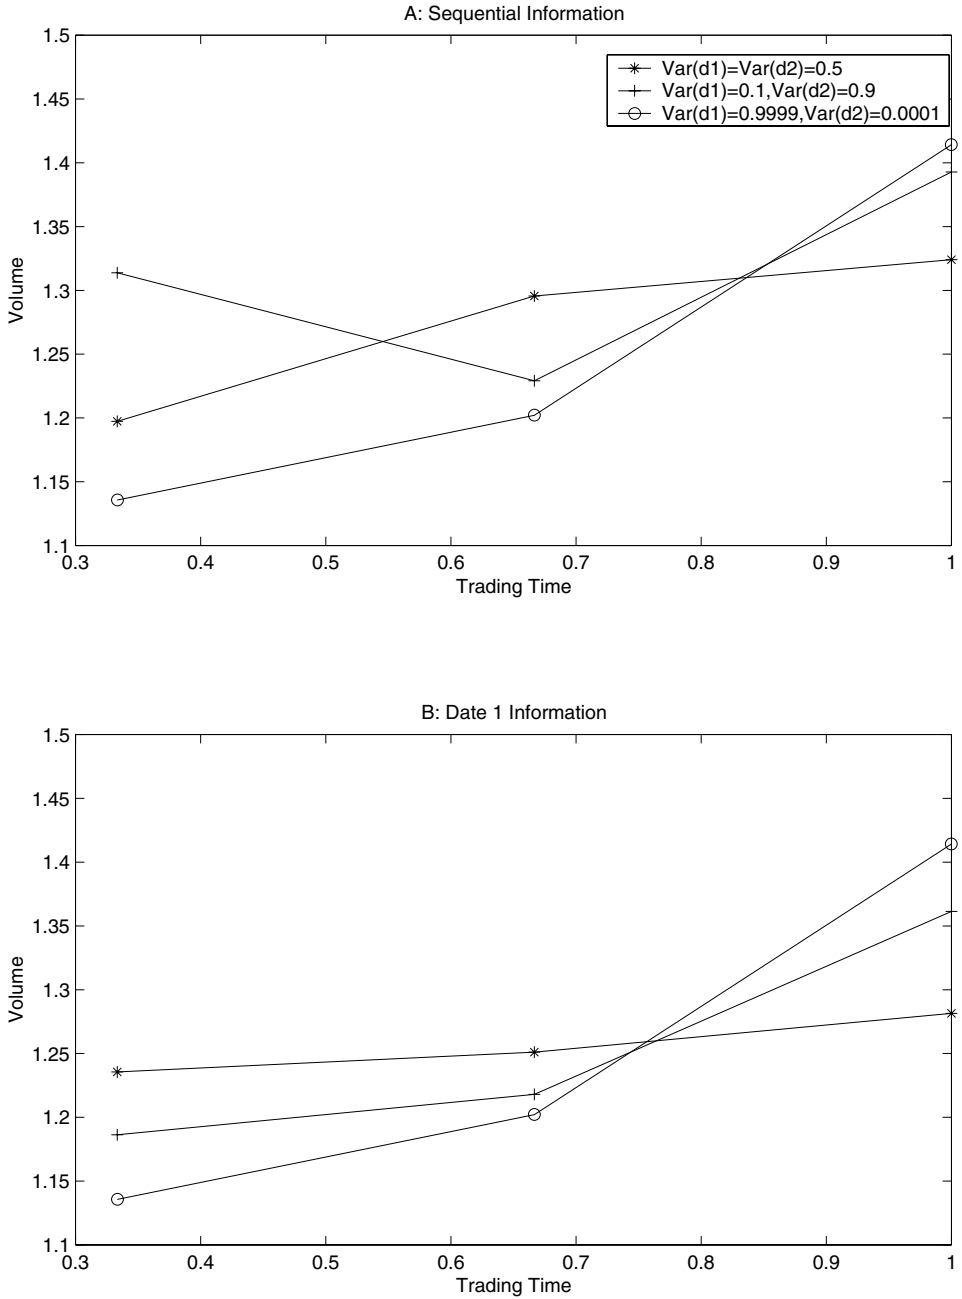 A: Sequential Information
1.5
1.45
1.4
1.35
1.3
1.25
1.2
1.15
1.1
Volume
Var(d1)=Var(d2)=0.5
Var(d1)=0.1,Var(d2)=0.9
Var(d1)=0.9999,Var(d2)=0.0001
0.3 0.4 0.5 0.6 0.7 0.8 0.9 1
Trading Time
B: Date 1 Information
1.5
1.45
1.4
1.35
1.3
1.25
1.2
1.15
1.1
Volume
0.3 0.4 0.5 0.6 0.7 0.8 0.9 1
Trading Time